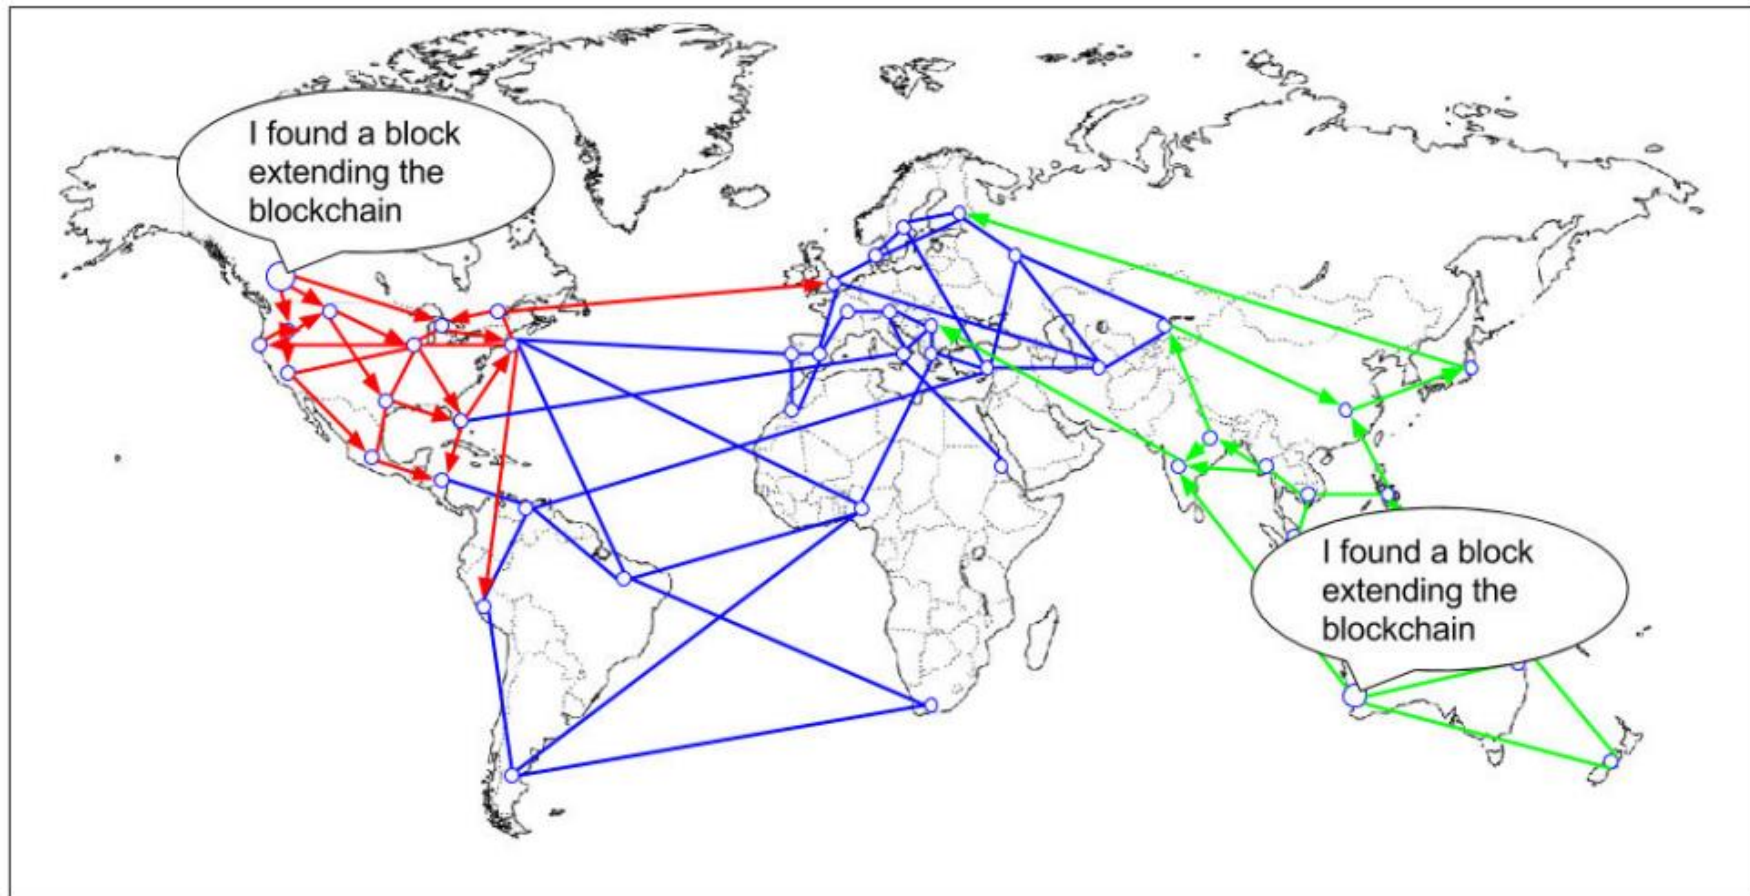 I found a block
extending the
blockchain
I found a block
extending the
blockchain